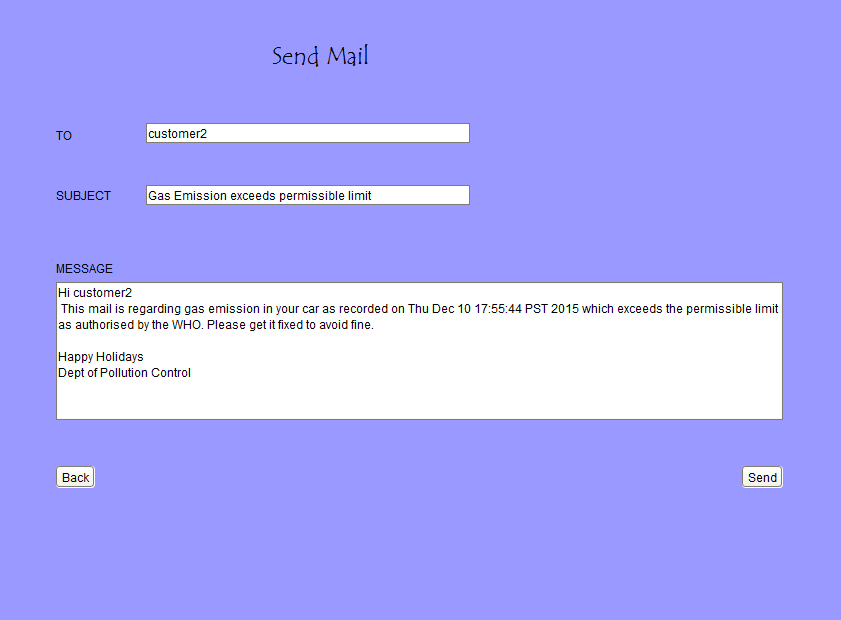 Send Mail
TO
customer2
SUBJECT
Gas Emission exceeds permissible limit
MESSAGE
Hi customer2
This mail is regarding gas emission in your car as recorded on Thu Dec 10 17:55:44 PST 2015 which exceeds the permissible limit
as authorised by the WHO. Please get it fixed to avoid fine.
Happy Holidays
Dept of Pollution Control
Back
Send